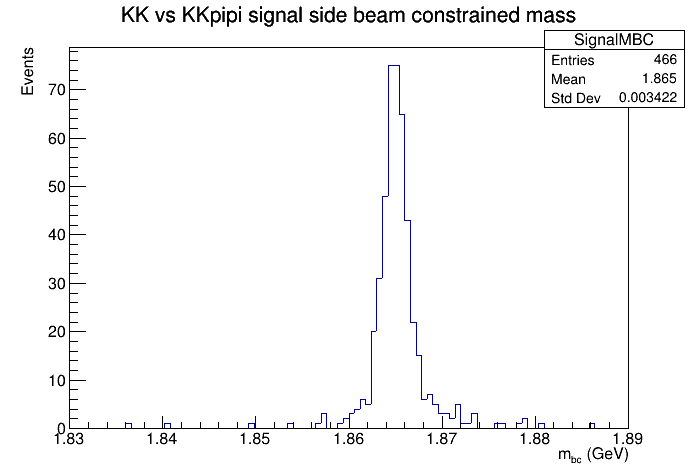 KK vs KKpipi signal side beam constrained mass
SignalMBC
Entries 466
Mean 1.865
Std Dev 0.003422
Events
70
60
50
40
30
20
10
0
1.83 1.84 1.85 1.86 1.87 1.88 1.89
m_bc (GeV)